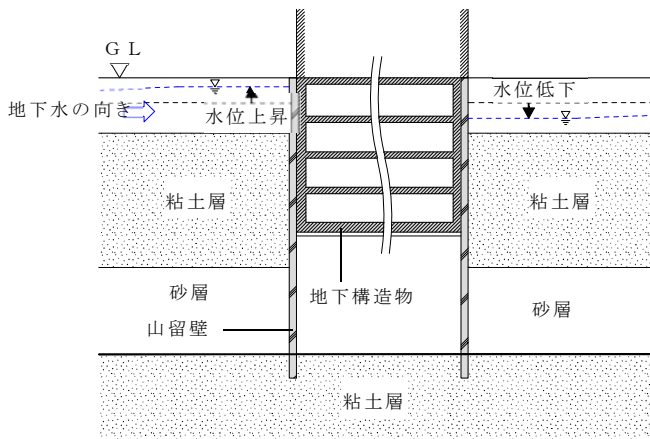 GL
水位低下
地下水の向き
水位上昇
粘土層
粘土層
砂層
地下構造物
砂層
山留壁
粘土層